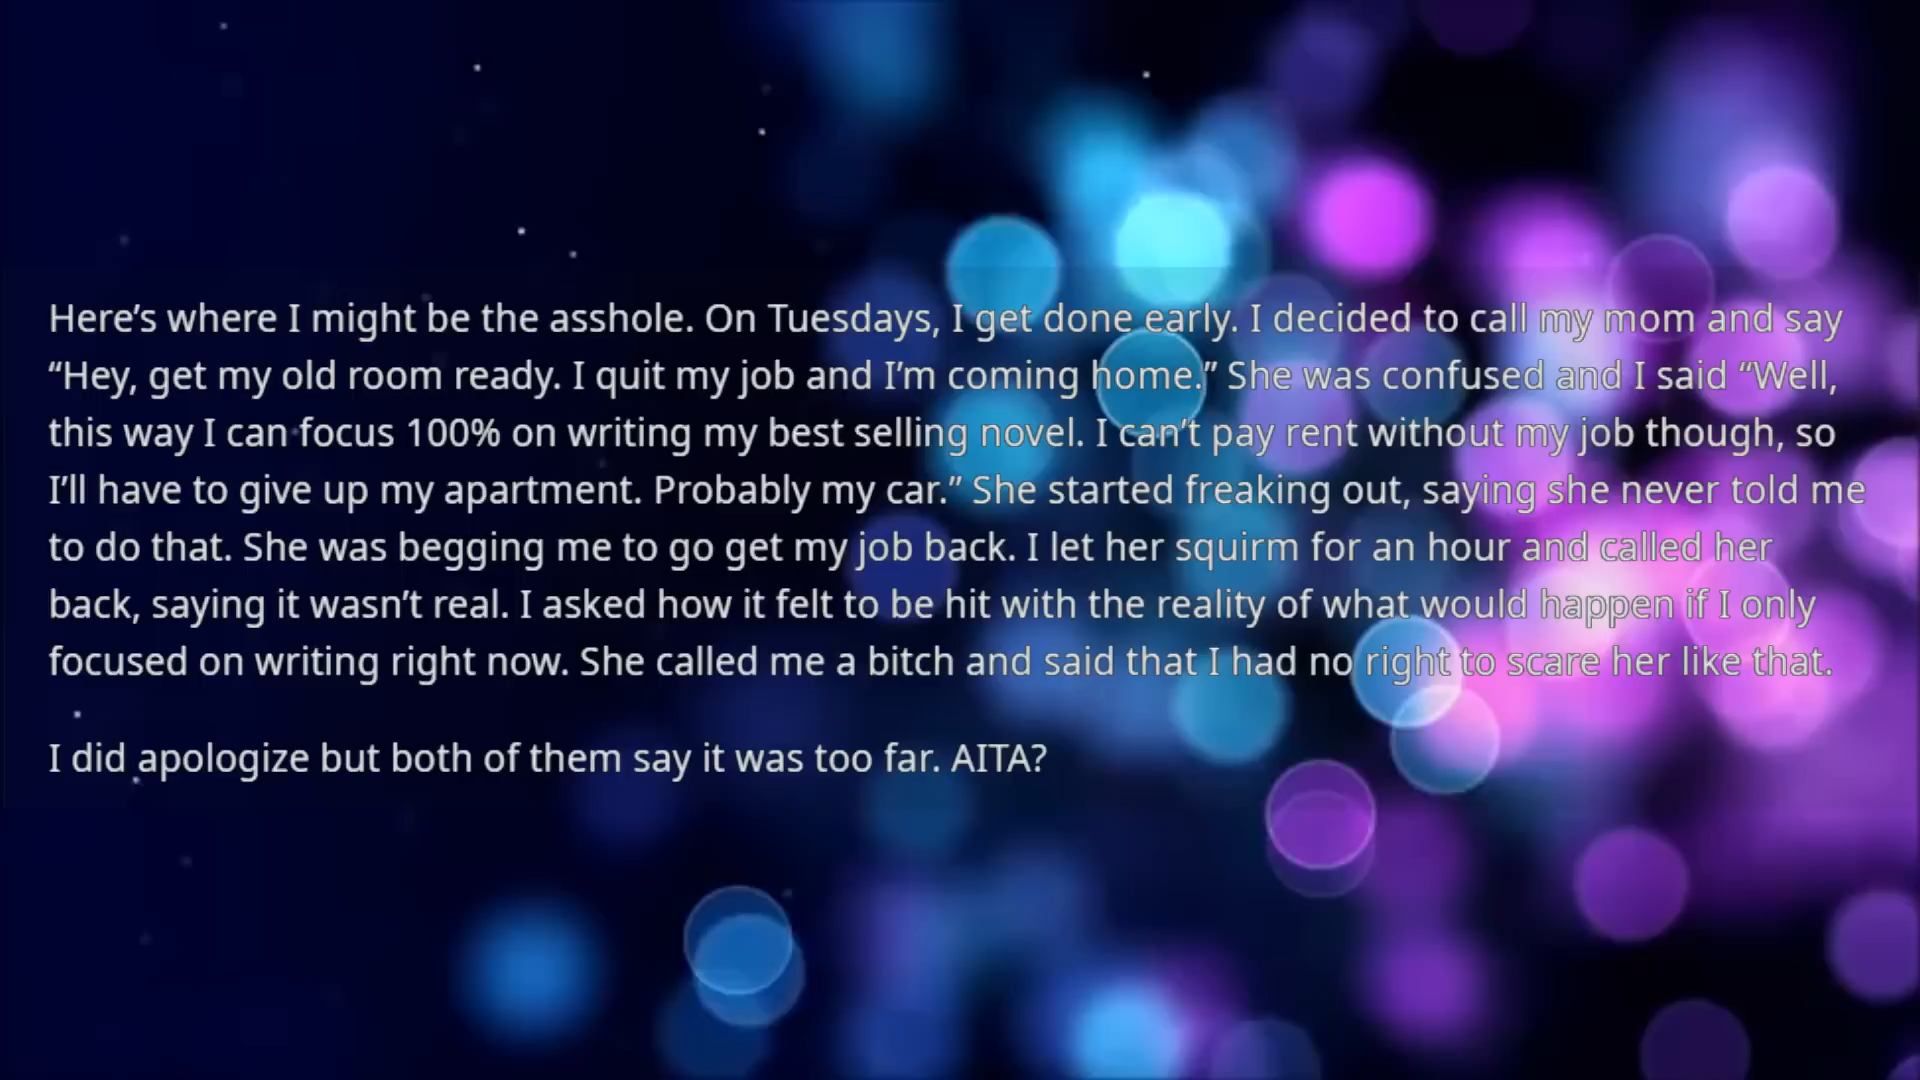 Here’s where I might be the asshole. On Tuesdays, I get done early. I decided to call my mom and say
“Hey, get my old room ready. I quit my job and I’m coming home.” She was confused and I said “Well,
this way I can focus 100% on writing my best selling novel. I can’t pay rent without my job though, so
I’ll have to give up my apartment. Probably my car.” She started freaking out, saying she never told me
to do that. She was begging me to go get my job back. I let her squirm for an hour and called her
back, saying it wasn’t real. I asked how it felt to be hit with the reality of what would happen if I only
focused on writing right now. She called me a bitch and said that I had no right to scare her like that.
I did apologize but both of them say it was too far. AITA?